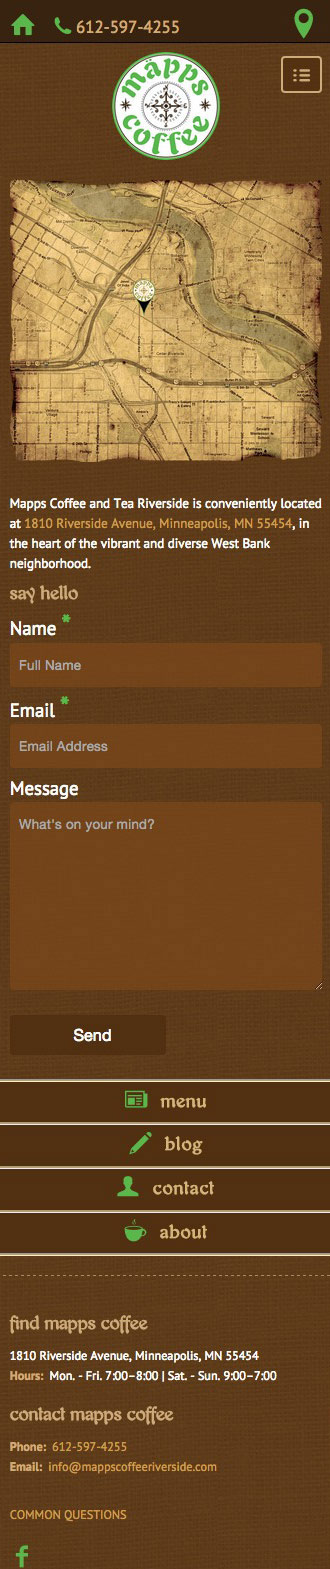 612-597-4255
mapps
coffee
Mapps Coffee and Tea Riverside is conveniently located
at 1810 Riverside Avenue, Minneapolis, MN 55454, in
the heart of the vibrant and diverse West Bank
neighborhood.
say hello
Name *
Full Name
Email *
Email Address
Message
What's on your mind?
Send
menu
blog
contact
about
find mapps coffee
1810 Riverside Avenue, Minneapolis, MN 55454
Hours: Mon. - Fri. 7:00–8:00 | Sat. - Sun. 9:00–7:00
contact mapps coffee
Phone: 612-597-4255
Email: info@mappscoffeeriverside.com
COMMON QUESTIONS